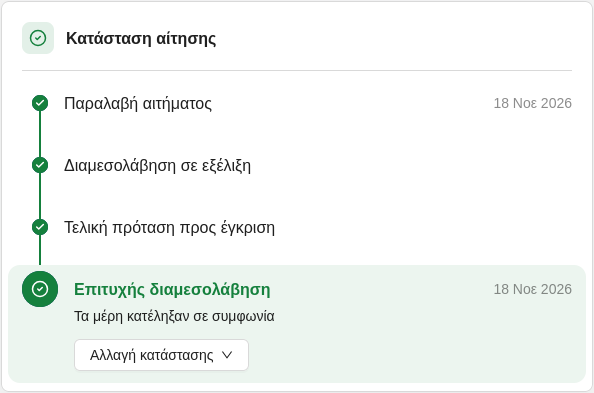 Κατάσταση αίτησης
Παραλαβή αιτήματος 18 Νοε 2026
Διαμεσολάβηση σε εξέλιξη
Τελική πρόταση προς έγκριση
Επιτυχής διαμεσολάβηση 18 Νοε 2026
Τα μέρη κατέληξαν σε συμφωνία
Αλλαγή κατάστασης